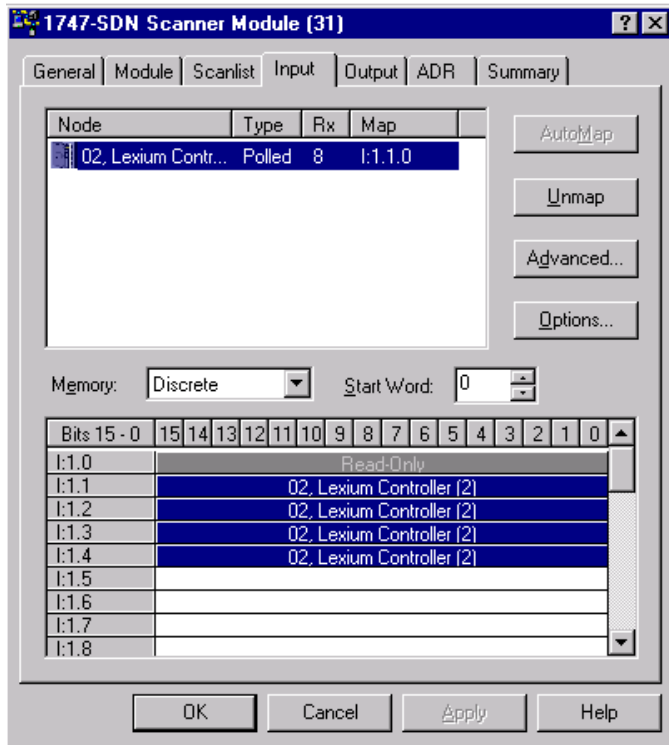 1747-SDN Scanner Module (31)
General Module Scanlist Input Output ADR Summary
Node Type Rx Map
02, Lexium Contr... Polled 8 I:1.1.0
AutoMap
Unmap
Advanced...
Options...
Memory: Discrete Start Word: 0
Bits 15 - 0 15 14 13 12 11 10 9 8 7 6 5 4 3 2 1 0
I:1.0 Read-Only
I:1.1 02, Lexium Controller (2)
I:1.2 02, Lexium Controller (2)
I:1.3 02, Lexium Controller (2)
I:1.4 02, Lexium Controller (2)
I:1.5
I:1.6
I:1.7
I:1.8
OK Cancel Apply Help